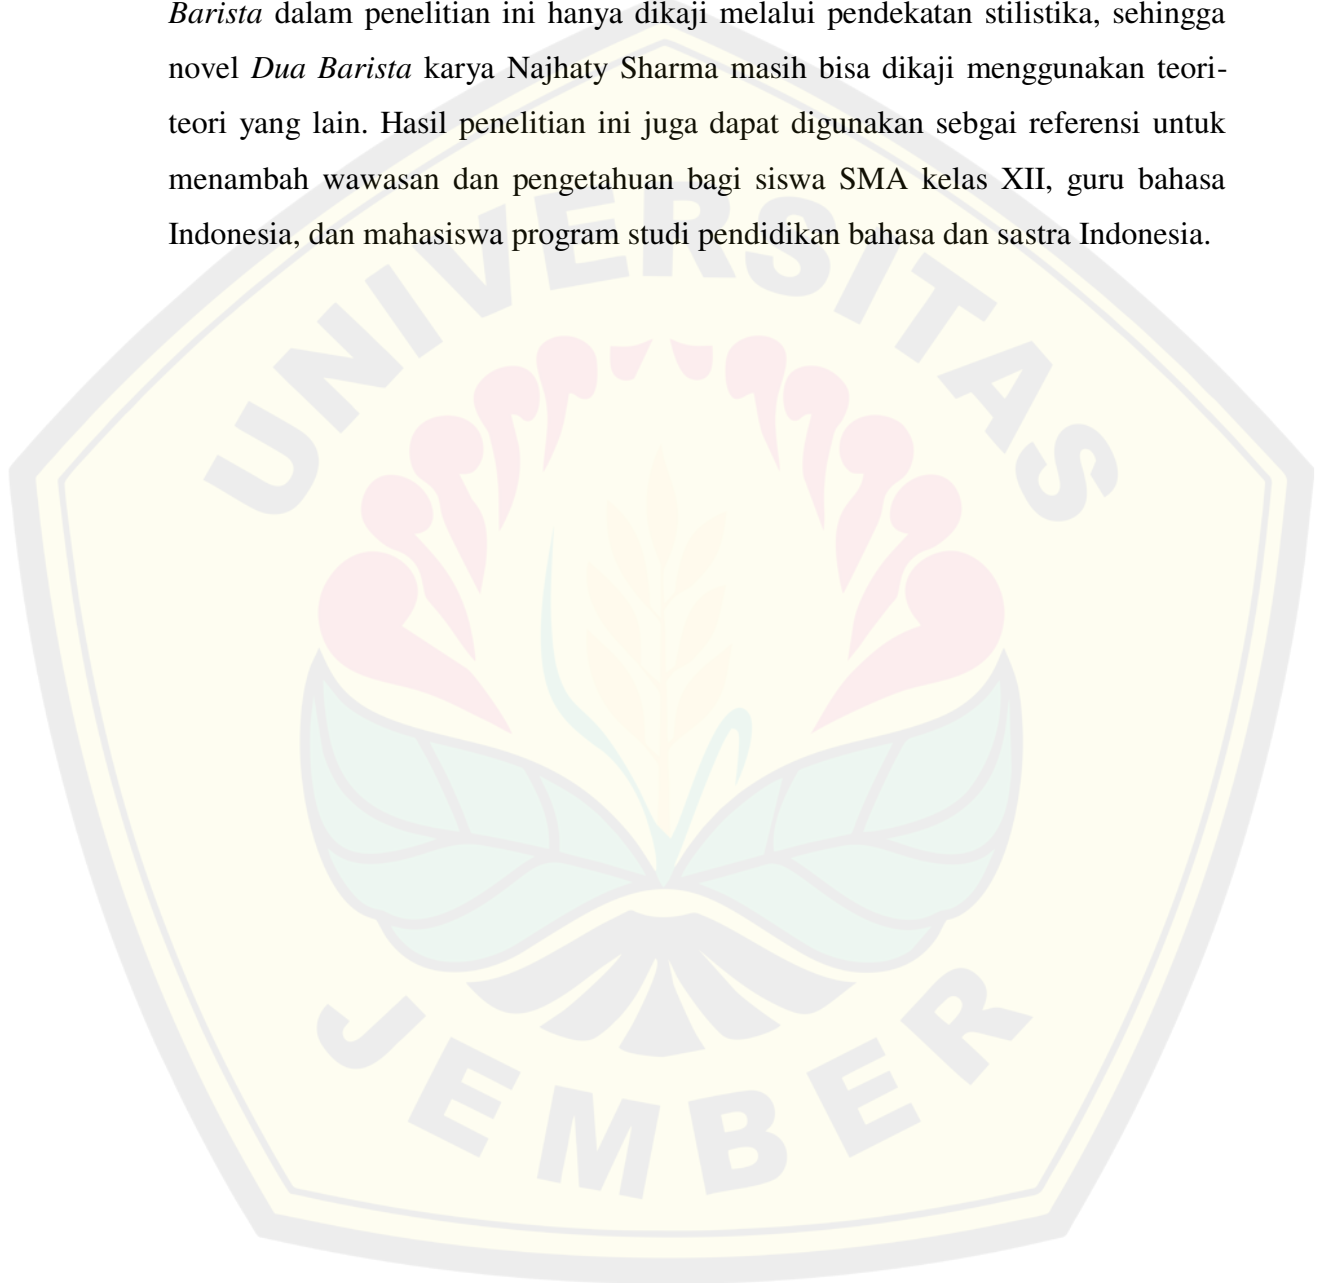 Barista dalam penelitian ini hanya dikaji melalui pendekatan stilistika, sehingga
novel Dua Barista karya Najhaty Sharma masih bisa dikaji menggunakan teori-
teori yang lain. Hasil penelitian ini juga dapat digunakan sebgai referensi untuk
menambah wawasan dan pengetahuan bagi siswa SMA kelas XII, guru bahasa
Indonesia, dan mahasiswa program studi pendidikan bahasa dan sastra Indonesia.
UNIVERSITAS
JEMBER